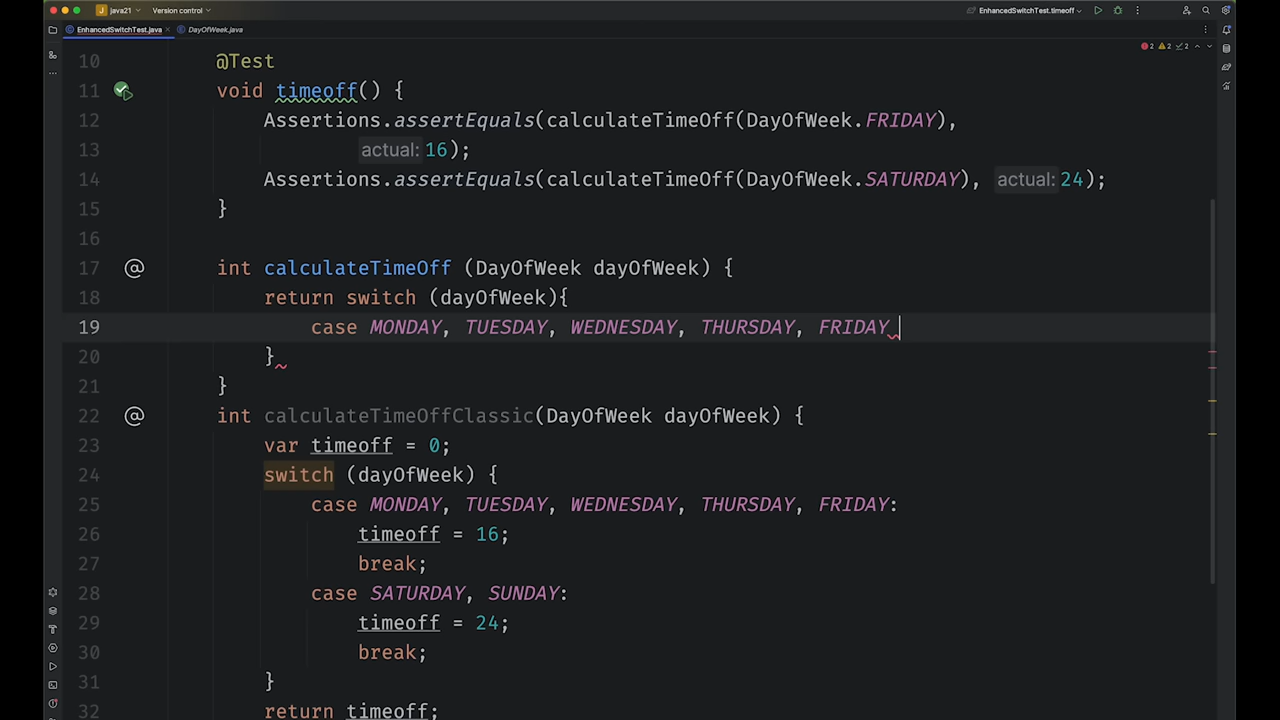 java21 Version control EnhancedSwitchTest.timeoff
EnhancedSwitchTest.java DayOfWeek.java
2 2 2
10 @Test
11 void timeoff() {
12 Assertions.assertEquals(calculateTimeOff(DayOfWeek.FRIDAY),
13 actual: 16);
14 Assertions.assertEquals(calculateTimeOff(DayOfWeek.SATURDAY), actual: 24);
15 }
16
17 int calculateTimeOff (DayOfWeek dayOfWeek) {
18 return switch (dayOfWeek){
19 case MONDAY, TUESDAY, WEDNESDAY, THURSDAY, FRIDAY
20 }
21 }
22 int calculateTimeOffClassic(DayOfWeek dayOfWeek) {
23 var timeoff = 0;
24 switch (dayOfWeek) {
25 case MONDAY, TUESDAY, WEDNESDAY, THURSDAY, FRIDAY:
26 timeoff = 16;
27 break;
28 case SATURDAY, SUNDAY:
29 timeoff = 24;
30 break;
31 }
32 return timeoff;